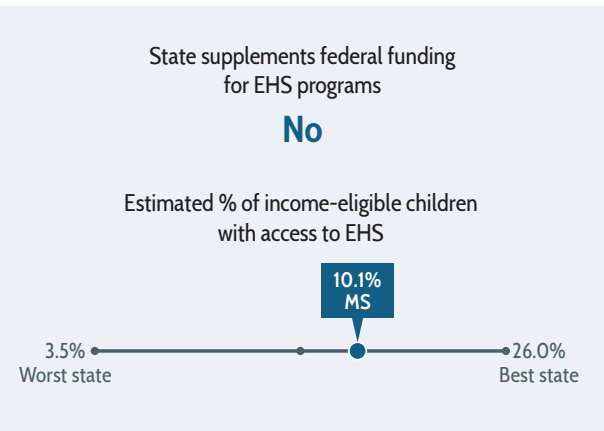 State supplements federal funding
for EHS programs
No
Estimated % of income-eligible children
with access to EHS
10.1%
MS
3.5%
Worst state
26.0%
Best state